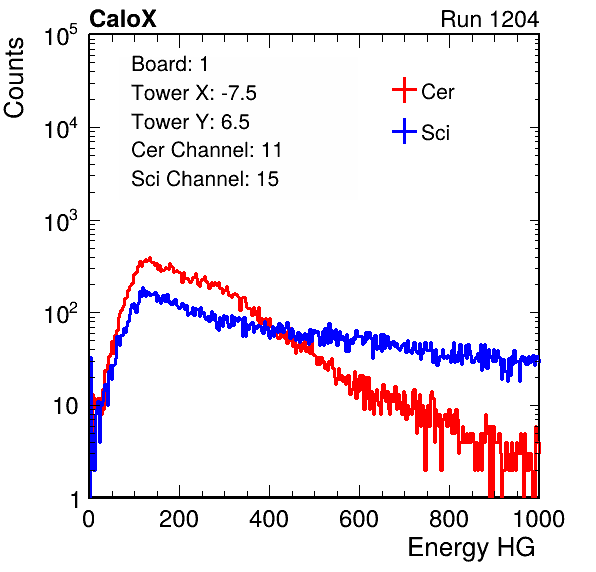 CaloX Run 1204
Counts
10^5
10^4
10^3
10^2
10
1
Board: 1
Tower X: -7.5
Tower Y: 6.5
Cer Channel: 11
Sci Channel: 15
Cer
Sci
0 200 400 600 800 1000
Energy HG